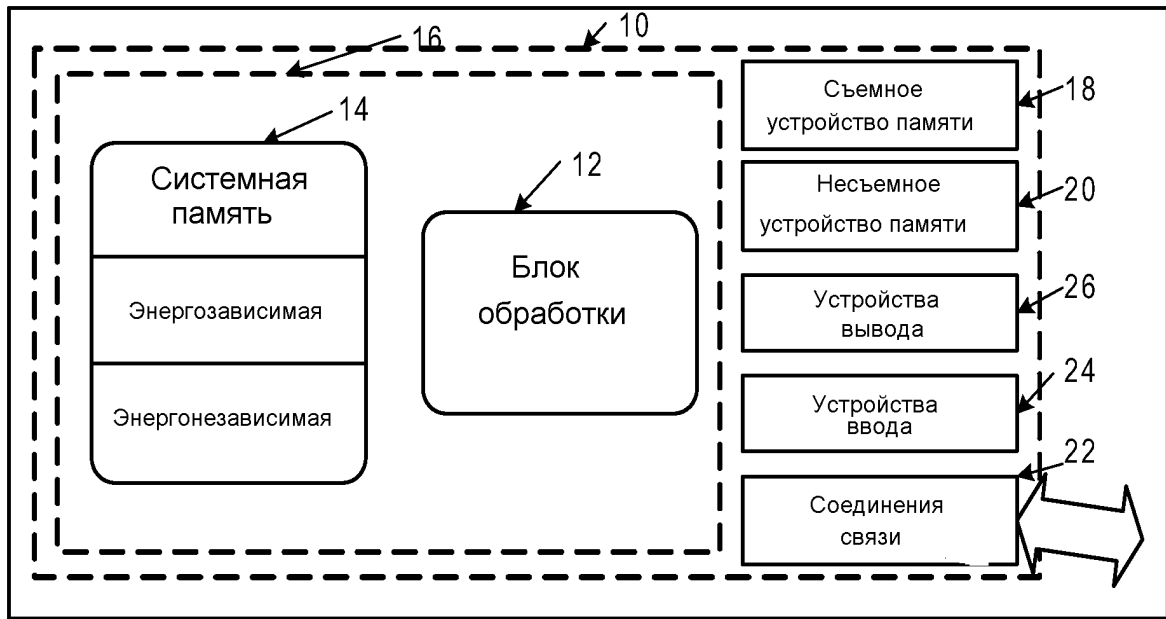 16
10
14
Системная
память
Энергозависимая
Энергонезависимая
12
Блок
обработки
Съемное
устройство памяти
18
Несъемное
устройство памяти
20
Устройства
вывода
26
Устройства
ввода
24
Соединения
связи
22